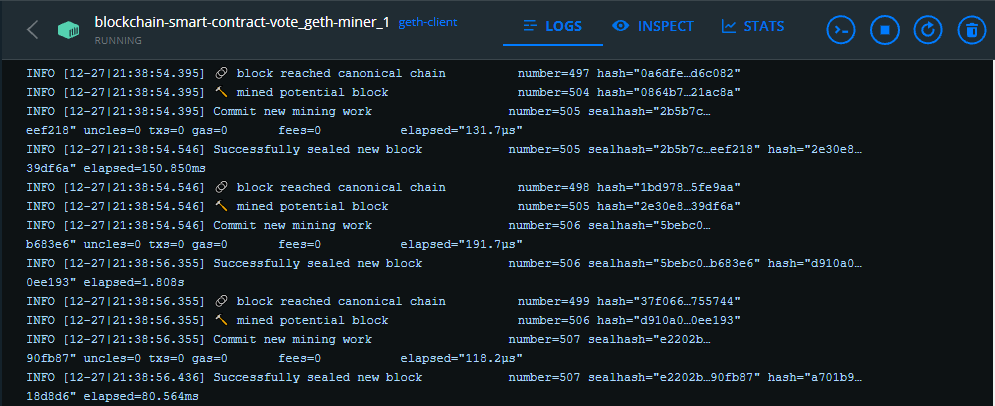 blockchain-smart-contract-vote_geth-miner_1 geth-client
RUNNING
LOGS INSPECT STATS
INFO [12-27|21:38:54.395] 🔗 block reached canonical chain number=497 hash="0a6dfe…d6c082"
INFO [12-27|21:38:54.395] 🔨 mined potential block number=504 hash="0864b7…21ac8a"
INFO [12-27|21:38:54.395] Commit new mining work number=505 sealhash="2b5b7c…
eef218" uncles=0 txs=0 gas=0 fees=0 elapsed="131.7µs"
INFO [12-27|21:38:54.546] Successfully sealed new block number=505 sealhash="2b5b7c…eef218" hash="2e30e8…
39df6a" elapsed=150.850ms
INFO [12-27|21:38:54.546] 🔗 block reached canonical chain number=498 hash="1bd978…5fe9aa"
INFO [12-27|21:38:54.546] 🔨 mined potential block number=505 hash="2e30e8…39df6a"
INFO [12-27|21:38:54.546] Commit new mining work number=506 sealhash="5bebc0…
b683e6" uncles=0 txs=0 gas=0 fees=0 elapsed="191.7µs"
INFO [12-27|21:38:56.355] Successfully sealed new block number=506 sealhash="5bebc0…b683e6" hash="d910a0…
0ee193" elapsed=1.808s
INFO [12-27|21:38:56.355] 🔗 block reached canonical chain number=499 hash="37f066…755744"
INFO [12-27|21:38:56.355] 🔨 mined potential block number=506 hash="d910a0…0ee193"
INFO [12-27|21:38:56.355] Commit new mining work number=507 sealhash="e2202b…
90fb87" uncles=0 txs=0 gas=0 fees=0 elapsed="118.2µs"
INFO [12-27|21:38:56.436] Successfully sealed new block number=507 sealhash="e2202b…90fb87" hash="a701b9…
18d8d6" elapsed=80.564ms